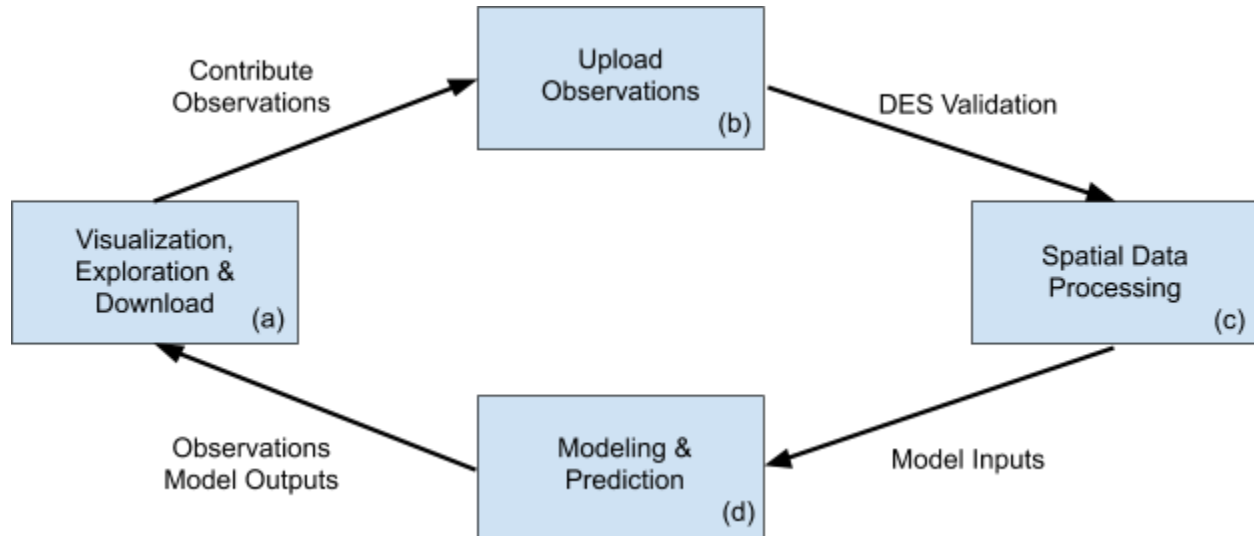 Contribute
Observations
Upload
Observations
(b)
DES Validation
Visualization,
Exploration &
Download
(a)
Spatial Data
Processing
(c)
Observations
Model Outputs
Modeling &
Prediction
(d)
Model Inputs